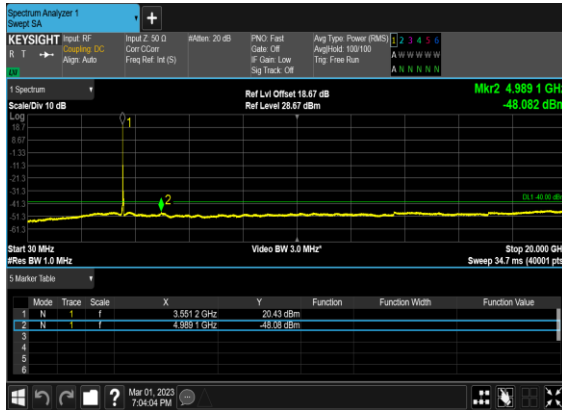 Spectrum Analyzer 1
Swept SA
KEYSIGHT Input: RF Input Z: 50 Ω #Atten: 20 dB PNO: Fast Avg Type: Power (RMS) 1 2 3 4 5 6
R T Coupling: DC Corr CCorr Gate: Off Avg|Hold: 100/100 A W W W W W
Align: Auto Freq Ref: Int (S) IF Gain: Low Trig: Free Run
LXI Sig Track: Off A N N N N N
1 Spectrum Ref Lvl Offset 18.67 dB Mkr2 4.989 1 GHz
Scale/Div 10 dB Ref Level 28.67 dBm -48.082 dBm
Log
18.7
8.67
-1.33
-11.3
-21.3
-31.3
-41.3
-51.3
-61.3
1
2
DL1 -40.00 dBm
Start 30 MHz Video BW 3.0 MHz* Stop 20.000 GHz
#Res BW 1.0 MHz Sweep 34.7 ms (40001 pts)
5 Marker Table
Mode Trace Scale X Y Function Function Width Function Value
1 N 1 f 3.551 2 GHz 20.43 dBm
2 N 1 f 4.989 1 GHz -48.08 dBm
3
4
5
6
? Mar 01, 2023
7:04:04 PM